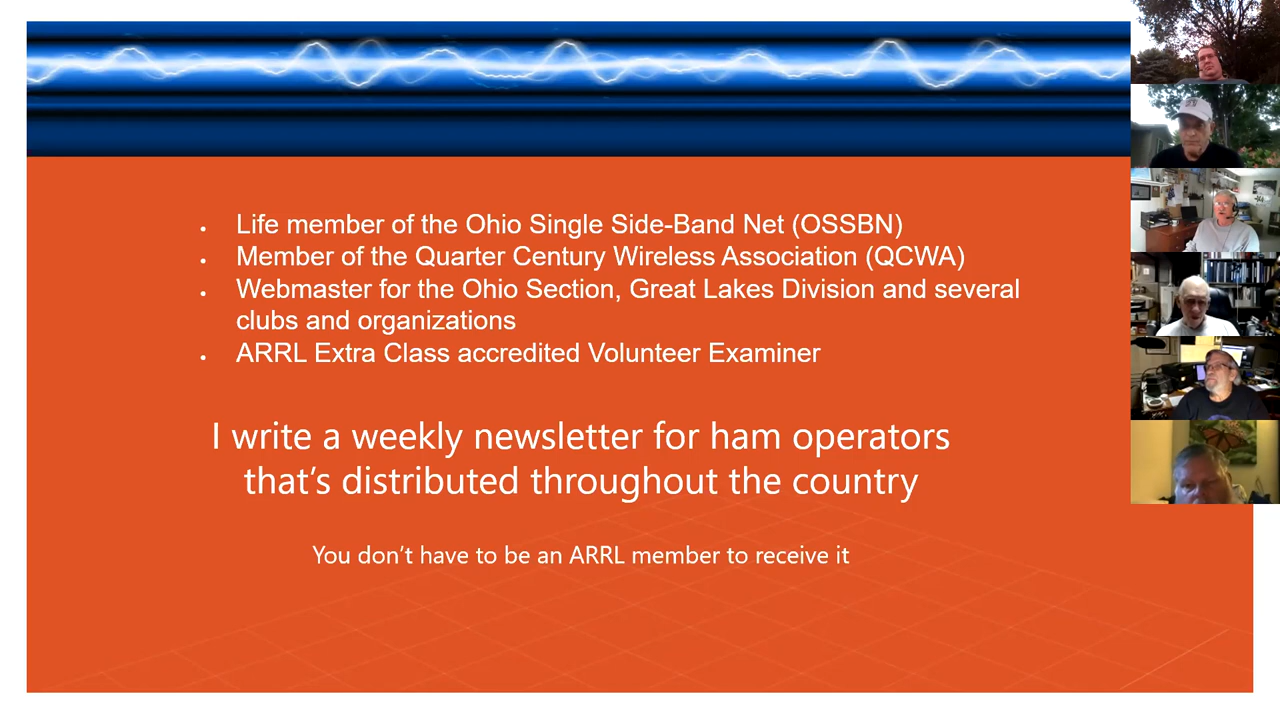 Life member of the Ohio Single Side-Band Net (OSSBN)
Member of the Quarter Century Wireless Association (QCWA)
Webmaster for the Ohio Section, Great Lakes Division and several
clubs and organizations
ARRL Extra Class accredited Volunteer Examiner
I write a weekly newsletter for ham operators
that’s distributed throughout the country
You don’t have to be an ARRL member to receive it